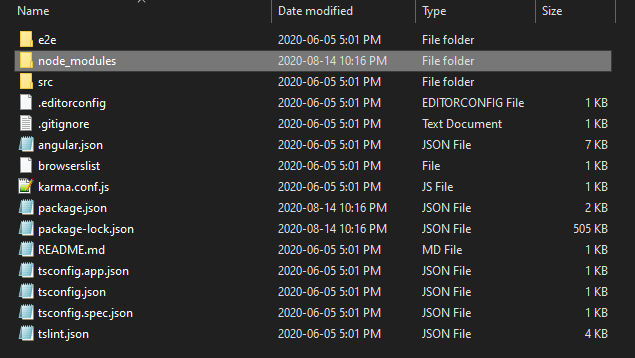 Name Date modified Type Size
e2e 2020-06-05 5:01 PM File folder
node_modules 2020-08-14 10:16 PM File folder
src 2020-06-05 5:01 PM File folder
.editorconfig 2020-06-05 5:01 PM EDITORCONFIG File 1 KB
.gitignore 2020-06-05 5:01 PM Text Document 1 KB
angular.json 2020-06-05 5:01 PM JSON File 7 KB
browserslist 2020-06-05 5:01 PM File 1 KB
karma.conf.js 2020-06-05 5:01 PM JS File 1 KB
package.json 2020-08-14 10:16 PM JSON File 2 KB
package-lock.json 2020-08-14 10:16 PM JSON File 505 KB
README.md 2020-06-05 5:01 PM MD File 1 KB
tsconfig.app.json 2020-06-05 5:01 PM JSON File 1 KB
tsconfig.json 2020-06-05 5:01 PM JSON File 1 KB
tsconfig.spec.json 2020-06-05 5:01 PM JSON File 1 KB
tslint.json 2020-06-05 5:01 PM JSON File 4 KB